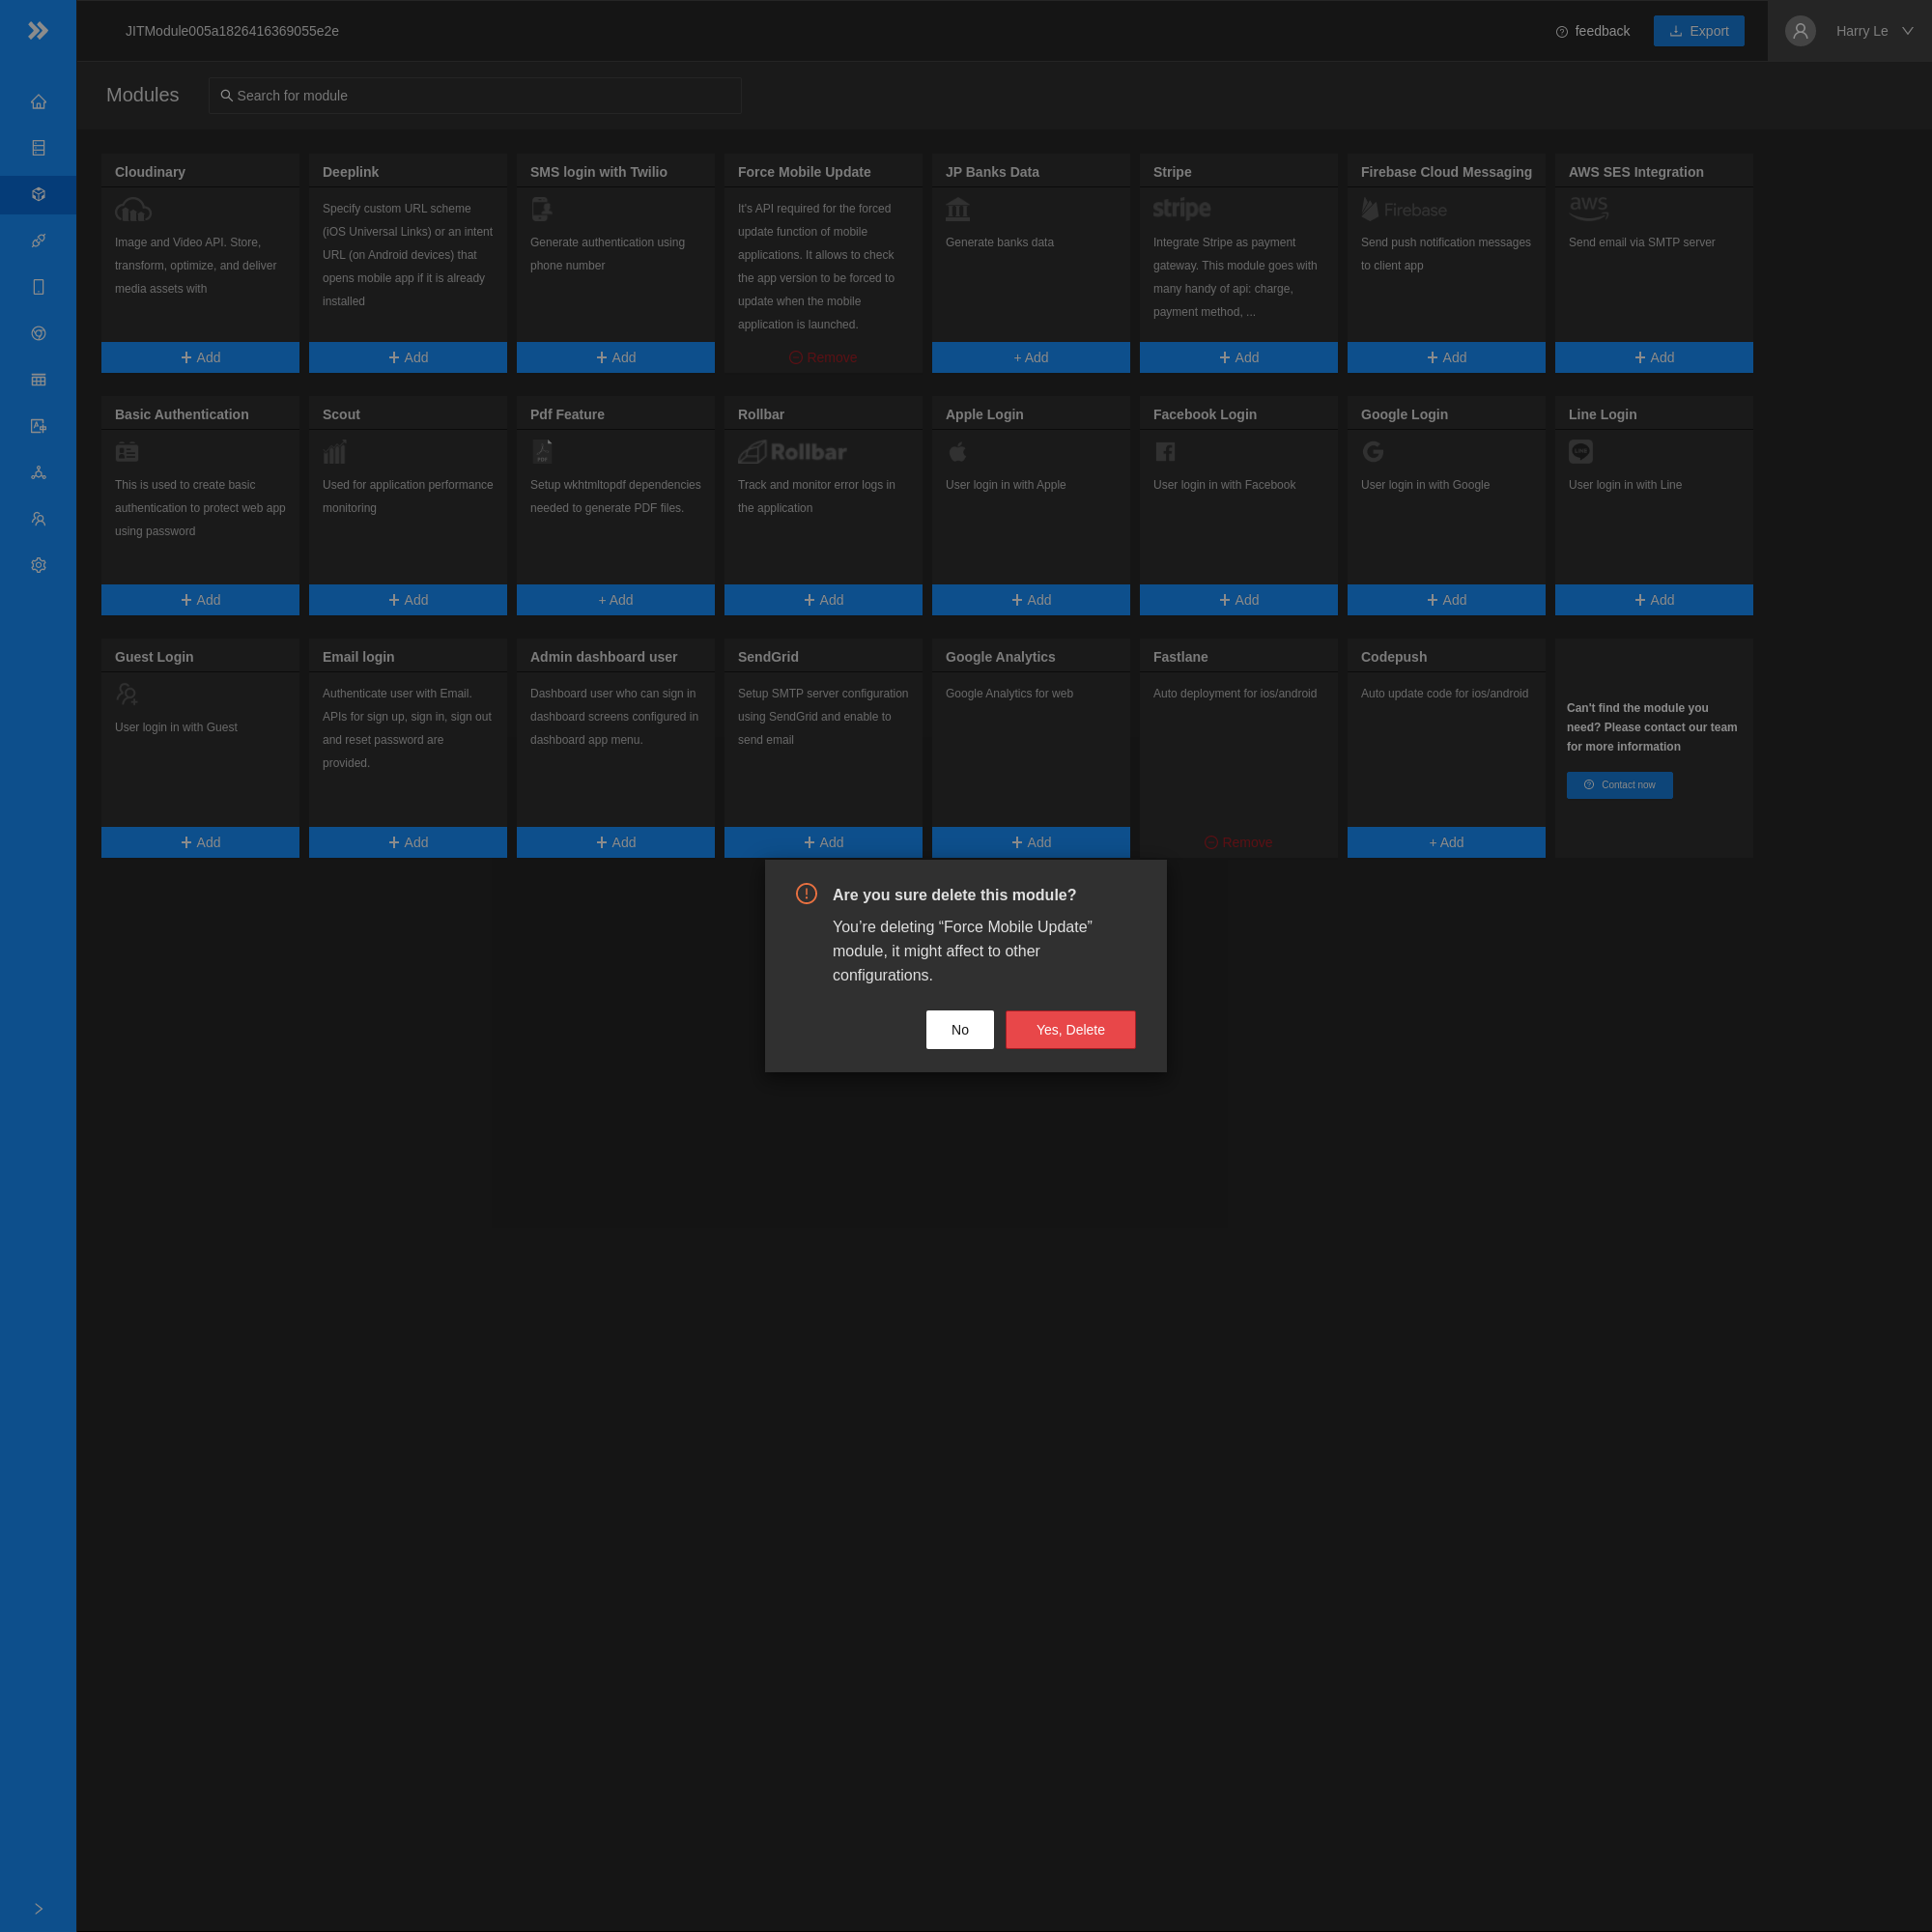 JITModule005a1826416369055e2e
feedback
Export
Harry Le
Modules
Search for module
Cloudinary
Image and Video API. Store,
transform, optimize, and deliver
media assets with
Add
Deeplink
Specify custom URL scheme
(iOS Universal Links) or an intent
URL (on Android devices) that
opens mobile app if it is already
installed
Add
SMS login with Twilio
Generate authentication using
phone number
Add
Force Mobile Update
It's API required for the forced
update function of mobile
applications. It allows to check
the app version to be forced to
update when the mobile
application is launched.
Remove
JP Banks Data
Generate banks data
+ Add
Stripe
stripe
Integrate Stripe as payment
gateway. This module goes with
many handy of api: charge,
payment method, ...
Add
Firebase Cloud Messaging
Firebase
Send push notification messages
to client app
Add
AWS SES Integration
aws
Send email via SMTP server
Add
Basic Authentication
This is used to create basic
authentication to protect web app
using password
Add
Scout
Used for application performance
monitoring
Add
Pdf Feature
PDF
Setup wkhtmltopdf dependencies
needed to generate PDF files.
+ Add
Rollbar
Rollbar
Track and monitor error logs in
the application
Add
Apple Login
User login in with Apple
Add
Facebook Login
User login in with Facebook
Add
Google Login
User login in with Google
Add
Line Login
LINE
User login in with Line
Add
Guest Login
User login in with Guest
Add
Email login
Authenticate user with Email.
APIs for sign up, sign in, sign out
and reset password are
provided.
Add
Admin dashboard user
Dashboard user who can sign in
dashboard screens configured in
dashboard app menu.
Add
SendGrid
Setup SMTP server configuration
using SendGrid and enable to
send email
Add
Google Analytics
Google Analytics for web
Add
Fastlane
Auto deployment for ios/android
Remove
Codepush
Auto update code for ios/android
+ Add
Can't find the module you
need? Please contact our team
for more information
Contact now
Are you sure delete this module?
You’re deleting “Force Mobile Update”
module, it might affect to other
configurations.
No
Yes, Delete